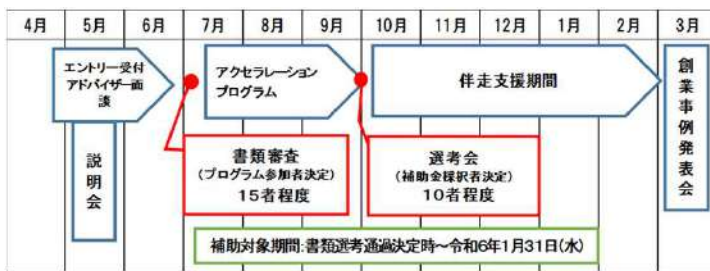 4月 5月 6月 7月 8月 9月 10月 11月 12月 1月 2月 3月
エントリー受付
アドバイザー面
談
アクセラレーション
プログラム
伴走支援期間
創業事例発表会
説明会
書類審査
(プログラム参加者決定)
15者程度
選考会
(補助金採択者決定)
10者程度
補助対象期間:書類選考通過決定時～令和6年1月31日(水)